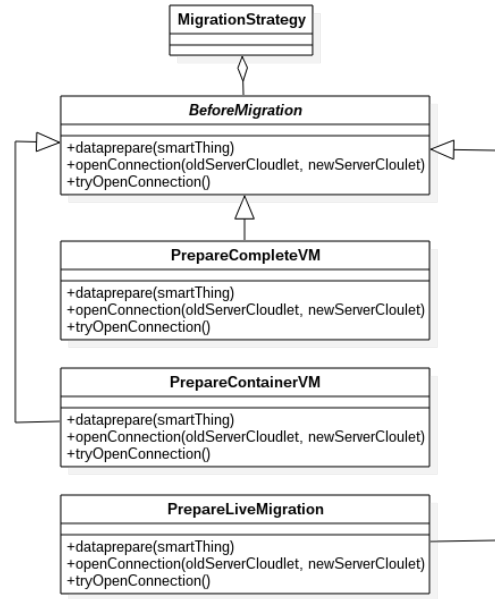 MigrationStrategy
BeforeMigration
+dataprepare(smartThing)
+openConnection(oldServerCloudlet, newServerCloulet)
+tryOpenConnection()
PrepareCompleteVM
+dataprepare(smartThing)
+openConnection(oldServerCloudlet, newServerCloulet)
+tryOpenConnection()
PrepareContainerVM
+dataprepare(smartThing)
+openConnection(oldServerCloudlet, newServerCloulet)
+tryOpenConnection()
PrepareLiveMigration
+dataprepare(smartThing)
+openConnection(oldServerCloudlet, newServerCloulet)
+tryOpenConnection()